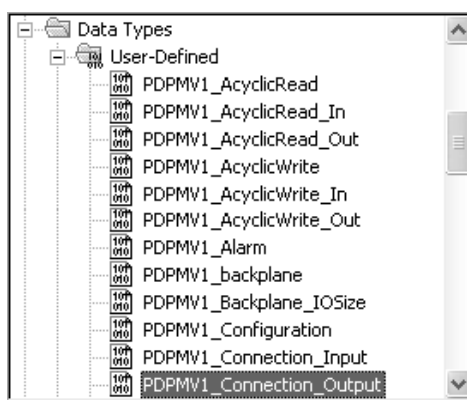 Data Types
User-Defined
PDPMV1_AcyclicRead
PDPMV1_AcyclicRead_In
PDPMV1_AcyclicRead_Out
PDPMV1_AcyclicWrite
PDPMV1_AcyclicWrite_In
PDPMV1_AcyclicWrite_Out
PDPMV1_Alarm
PDPMV1_backplane
PDPMV1_Backplane_IOSize
PDPMV1_Configuration
PDPMV1_Connection_Input
PDPMV1_Connection_Output